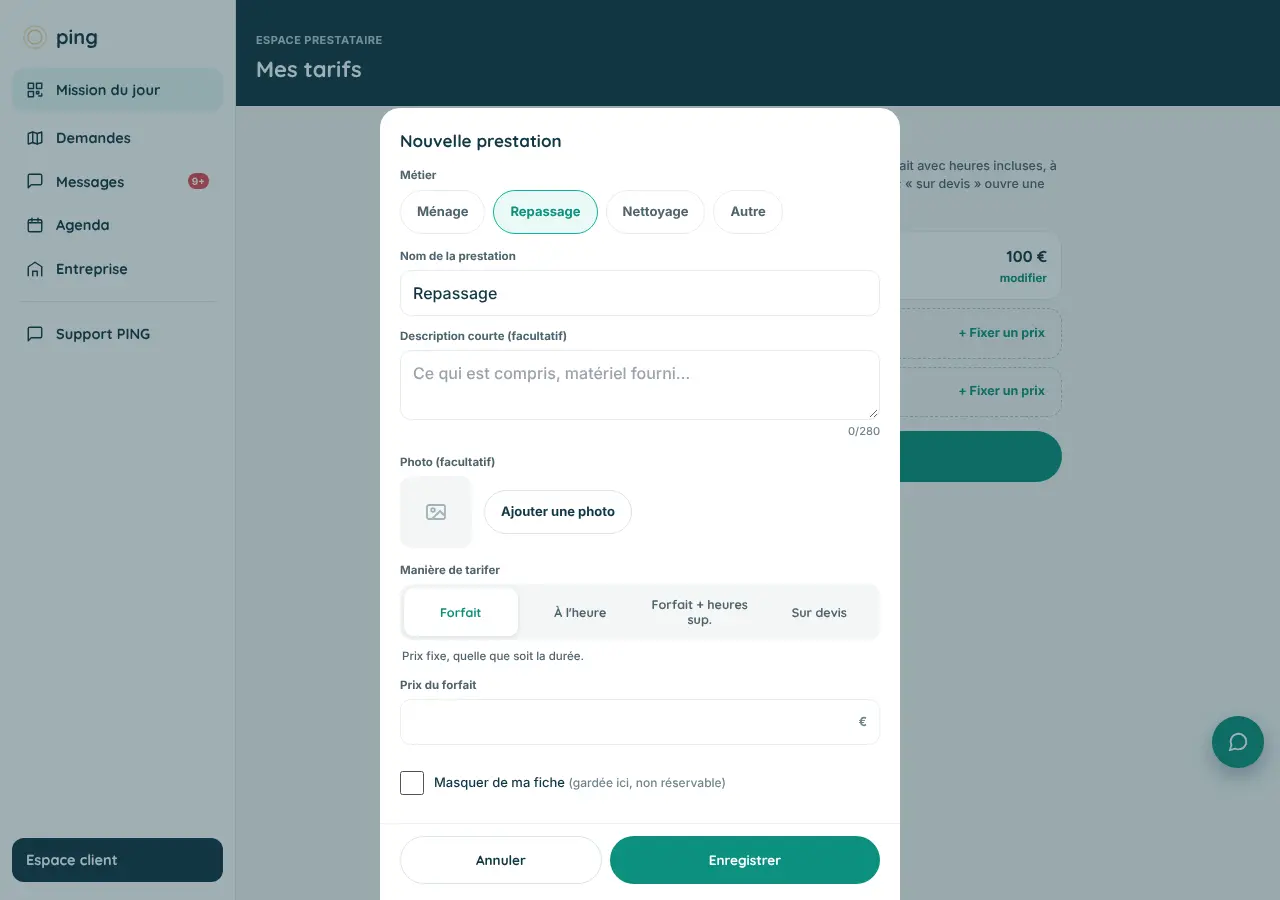 ping
Mission du jour
Demandes
Messages
9+
Agenda
Entreprise
Support PING
Espace client
ESPACE PRESTATAIRE
Mes tarifs
ait avec heures incluses, à
« sur devis » ouvre une
100 €
modifier
+ Fixer un prix
+ Fixer un prix
Nouvelle prestation
Métier
Ménage
Repassage
Nettoyage
Autre
Nom de la prestation
Repassage
Description courte (facultatif)
Ce qui est compris, matériel fourni...
0/280
Photo (facultatif)
Ajouter une photo
Manière de tarifer
Forfait
À l'heure
Forfait + heures
sup.
Sur devis
Prix fixe, quelle que soit la durée.
Prix du forfait
€
Masquer de ma fiche (gardée ici, non réservable)
Annuler
Enregistrer